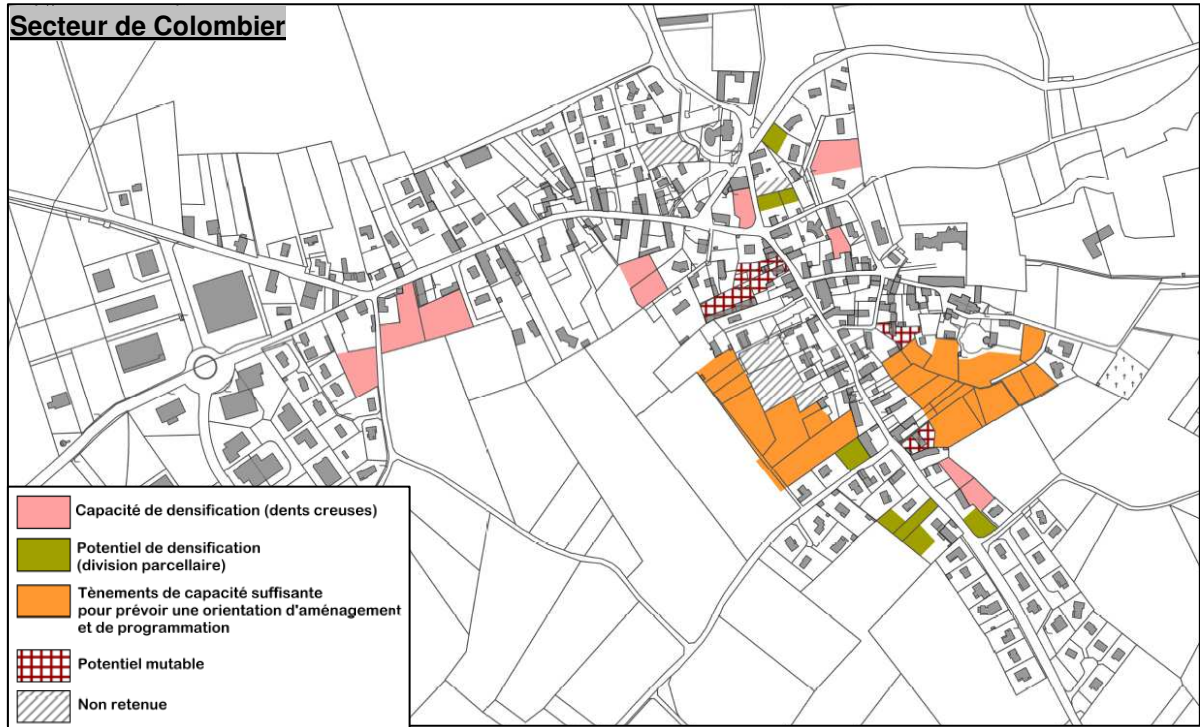 Secteur de Colombier
Capacité de densification (dents creuses)
Potentiel de densification
(division parcellaire)
Tènements de capacité suffisante
pour prévoir une orientation d'aménagement
et de programmation
Potentiel mutable
Non retenue